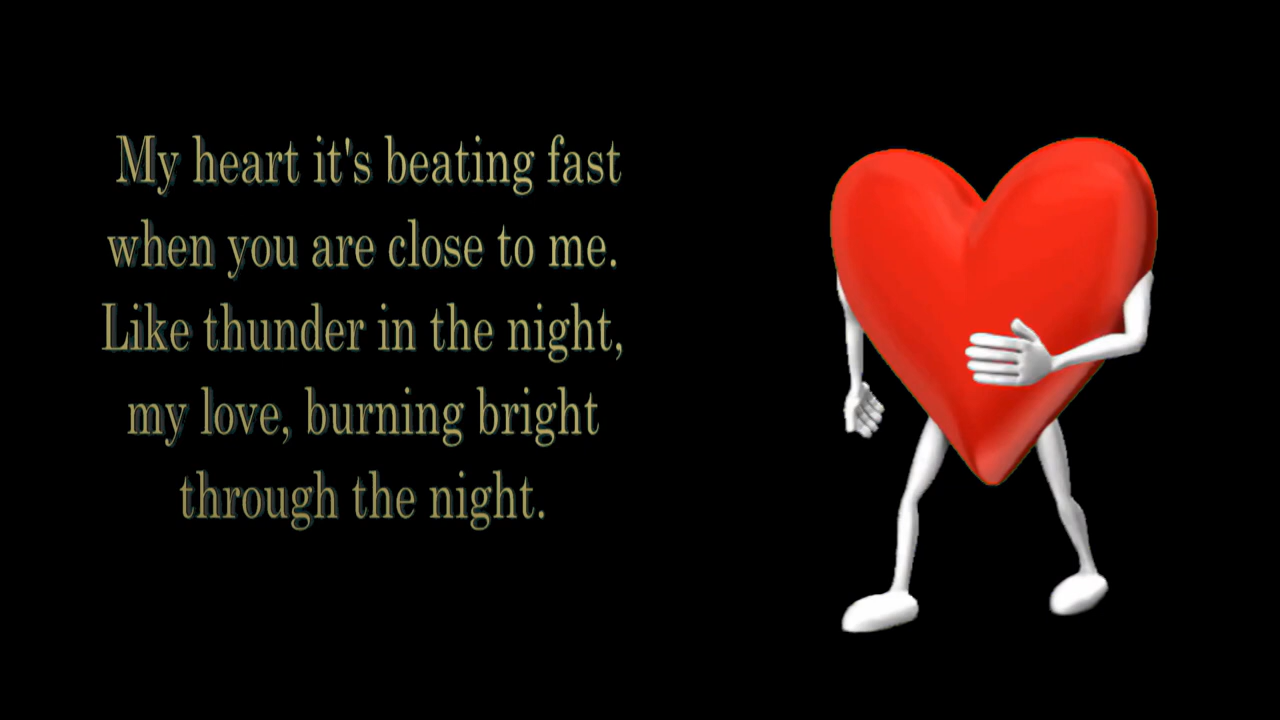 My heart it's beating fast
when you are close to me.
Like thunder in the night,
my love, burning bright
through the night.